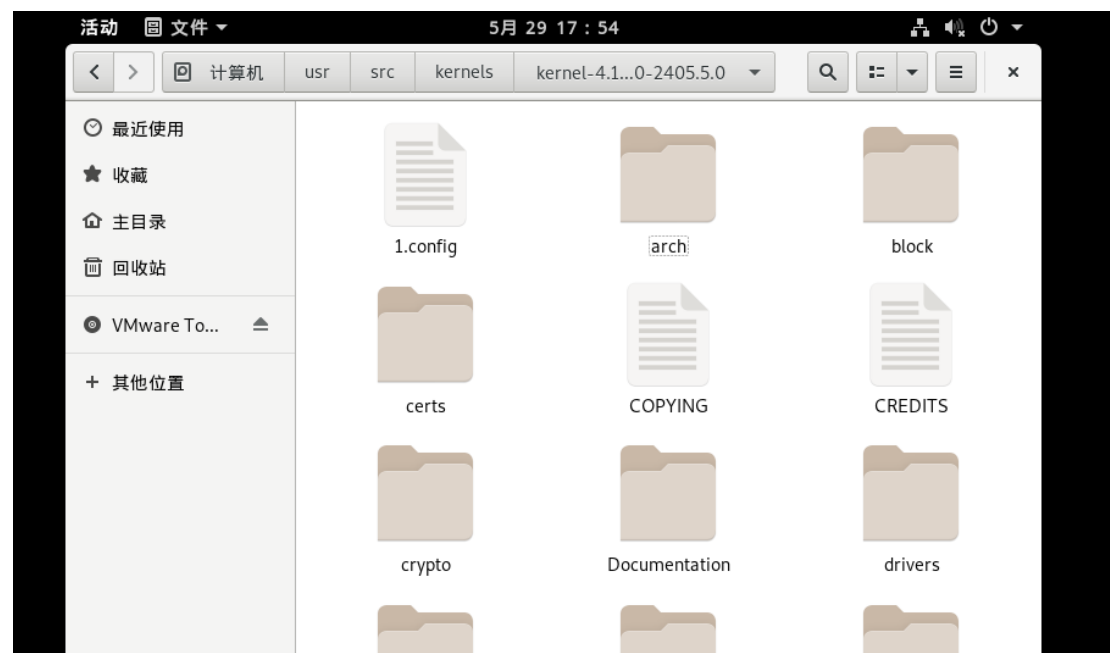 活动 文件 5月 29 17：54
计算机 usr src kernels kernel-4.1...0-2405.5.0
最近使用
收藏
主目录
回收站
VMware To...
其他位置
1.config arch block
certs COPYING CREDITS
crypto Documentation drivers